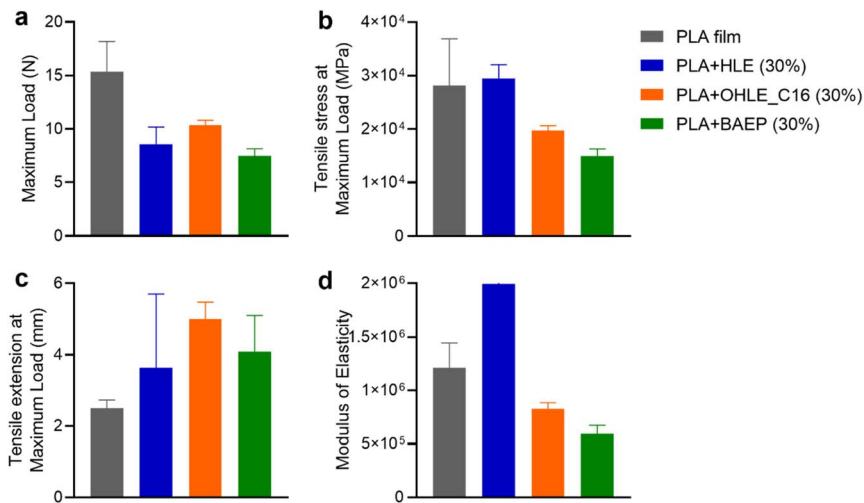 a
Maximum Load (N)
20
15
10
5
0
b
Tensile stress at
Maximum Load (MPa)
4×10⁴
3×10⁴
2×10⁴
1×10⁴
0
PLA film
PLA+HLE (30%)
PLA+OHLE_C16 (30%)
PLA+BAEP (30%)
c
Tensile extension at
Maximum Load (mm)
6
4
2
0
d
Modulus of Elasticity
2×10⁶
1.5×10⁶
1×10⁶
5×10⁵
0